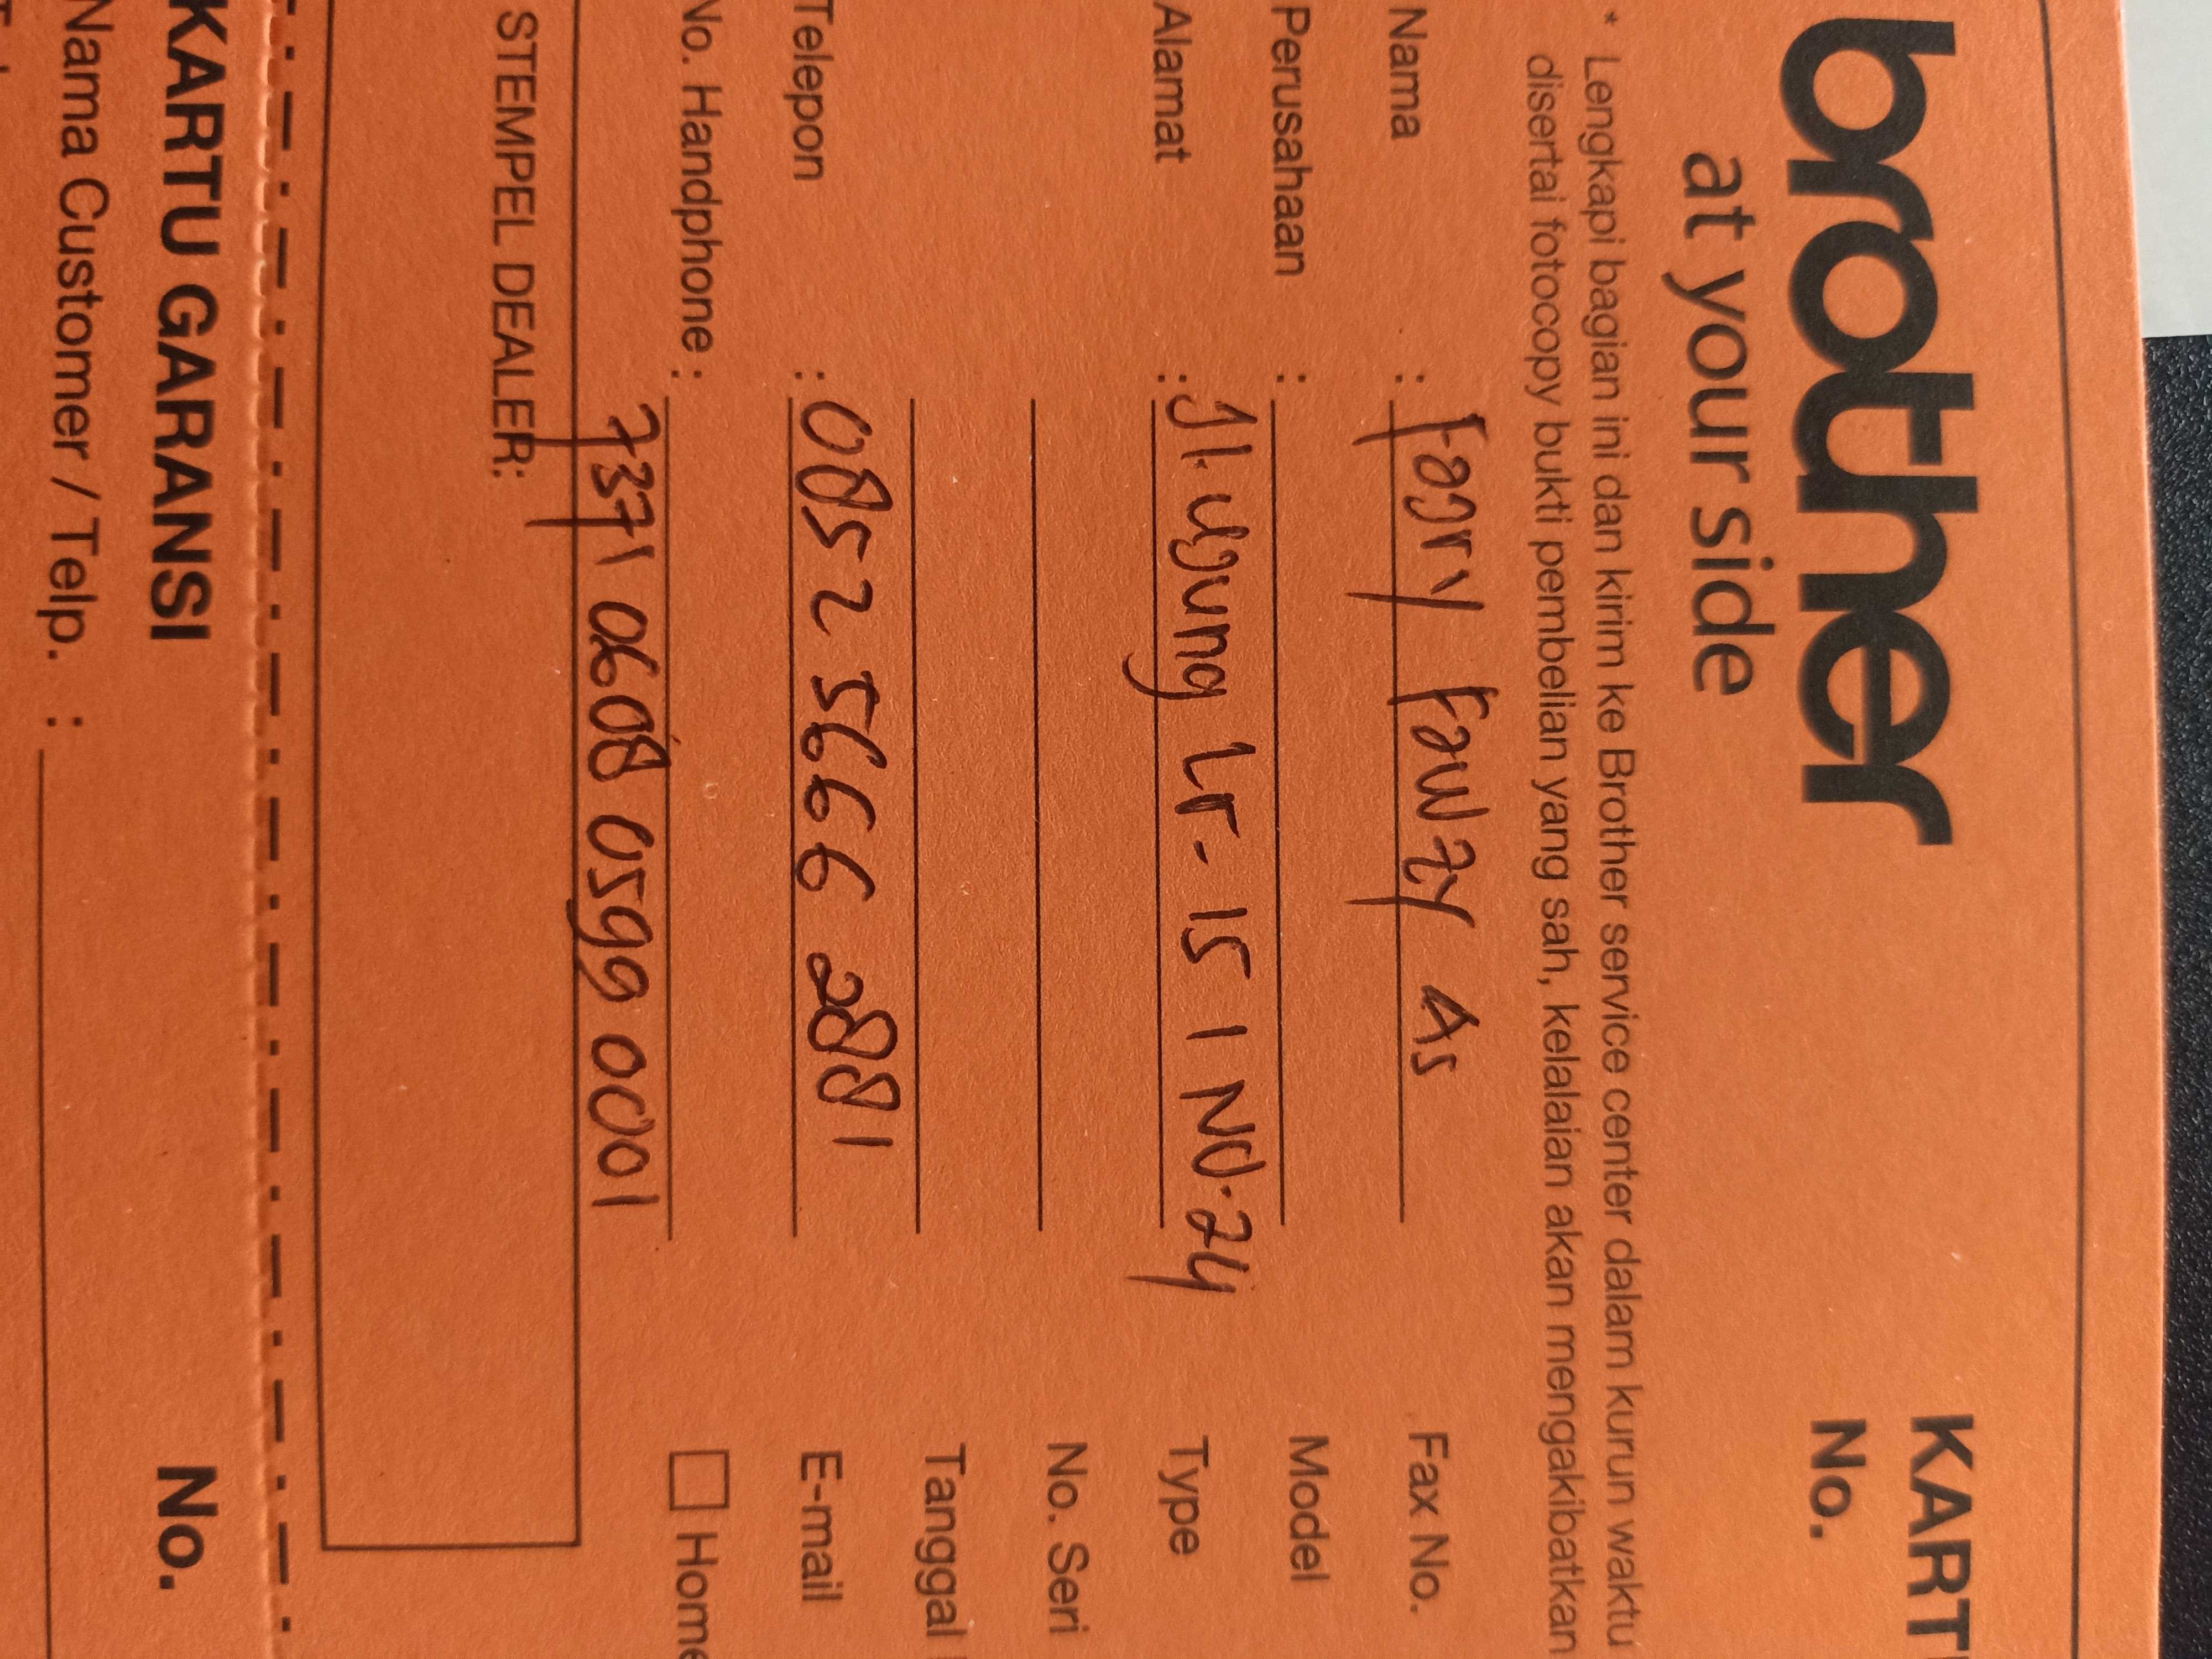 brother
at your side
KART
No.
* Lengkapi bagian ini dan kirim ke Brother service center dalam kurun waktu
disertai fotocopy bukti pembelian yang sah, kelalaian akan mengakibatkan
Nama : Fagry Fawzy As
Fax No.
Perusahaan :
Model
Alamat : Jl. Ujung Lr. 15 1 NO. 24
Type
No. Seri
Tanggal
Telepon : 0852 5666 2881
E-mail
No. Handphone : 7371 0608 0599 0001
Home
STEMPEL DEALER:
KARTU GARANSI
No.
Nama Customer / Telp. :